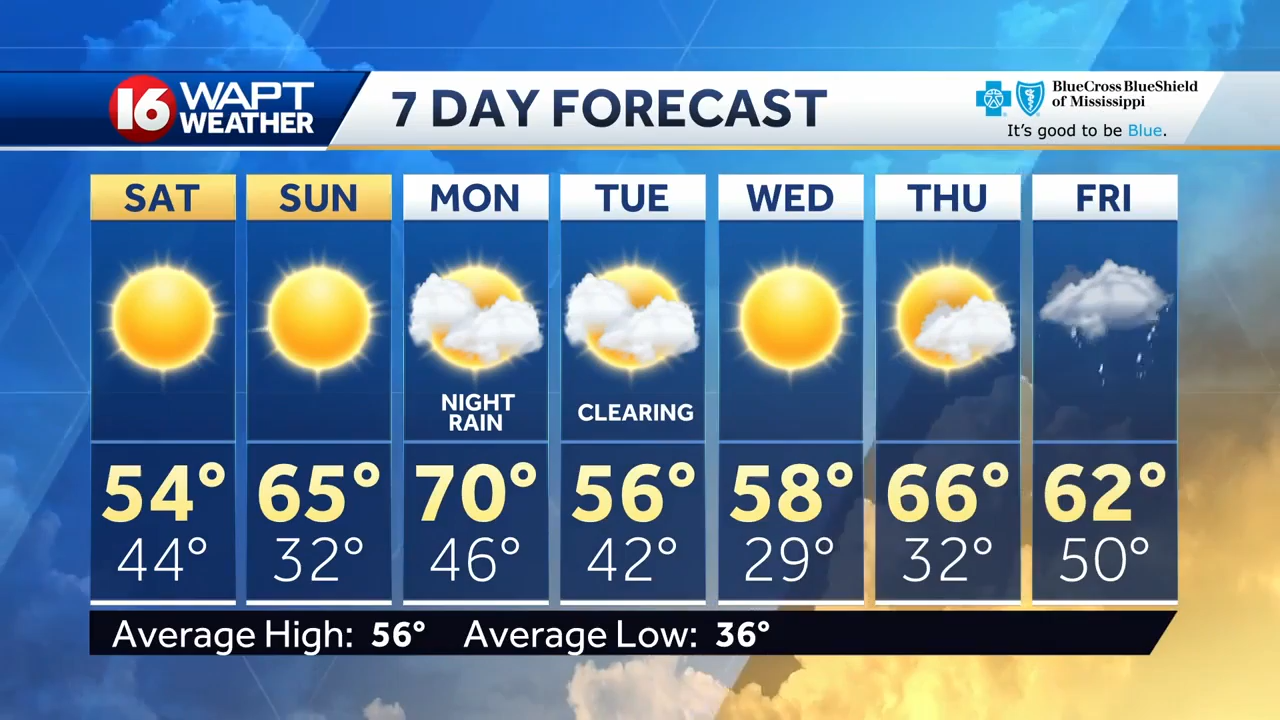 16 WAPT WEATHER
7 DAY FORECAST
BlueCross BlueShield
of Mississippi
It's good to be Blue.
SAT SUN MON TUE WED THU FRI
NIGHT
RAIN
CLEARING
54° 65° 70° 56° 58° 66° 62°
44° 32° 46° 42° 29° 32° 50°
Average High: 56° Average Low: 36°